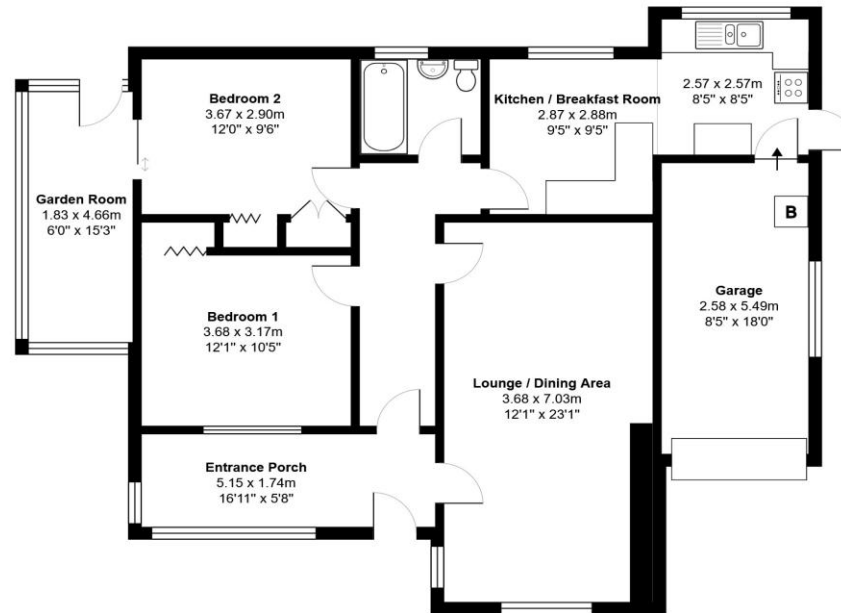 Bedroom 2
3.67 x 2.90m
12'0" x 9'6"
Kitchen / Breakfast Room
2.87 x 2.88m
9'5" x 9'5"
2.57 x 2.57m
8'5" x 8'5"
Garden Room
1.83 x 4.66m
6'0" x 15'3"
B
Bedroom 1
3.68 x 3.17m
12'1" x 10'5"
Garage
2.58 x 5.49m
8'5" x 18'0"
Lounge / Dining Area
3.68 x 7.03m
12'1" x 23'1"
Entrance Porch
5.15 x 1.74m
16'11" x 5'8"